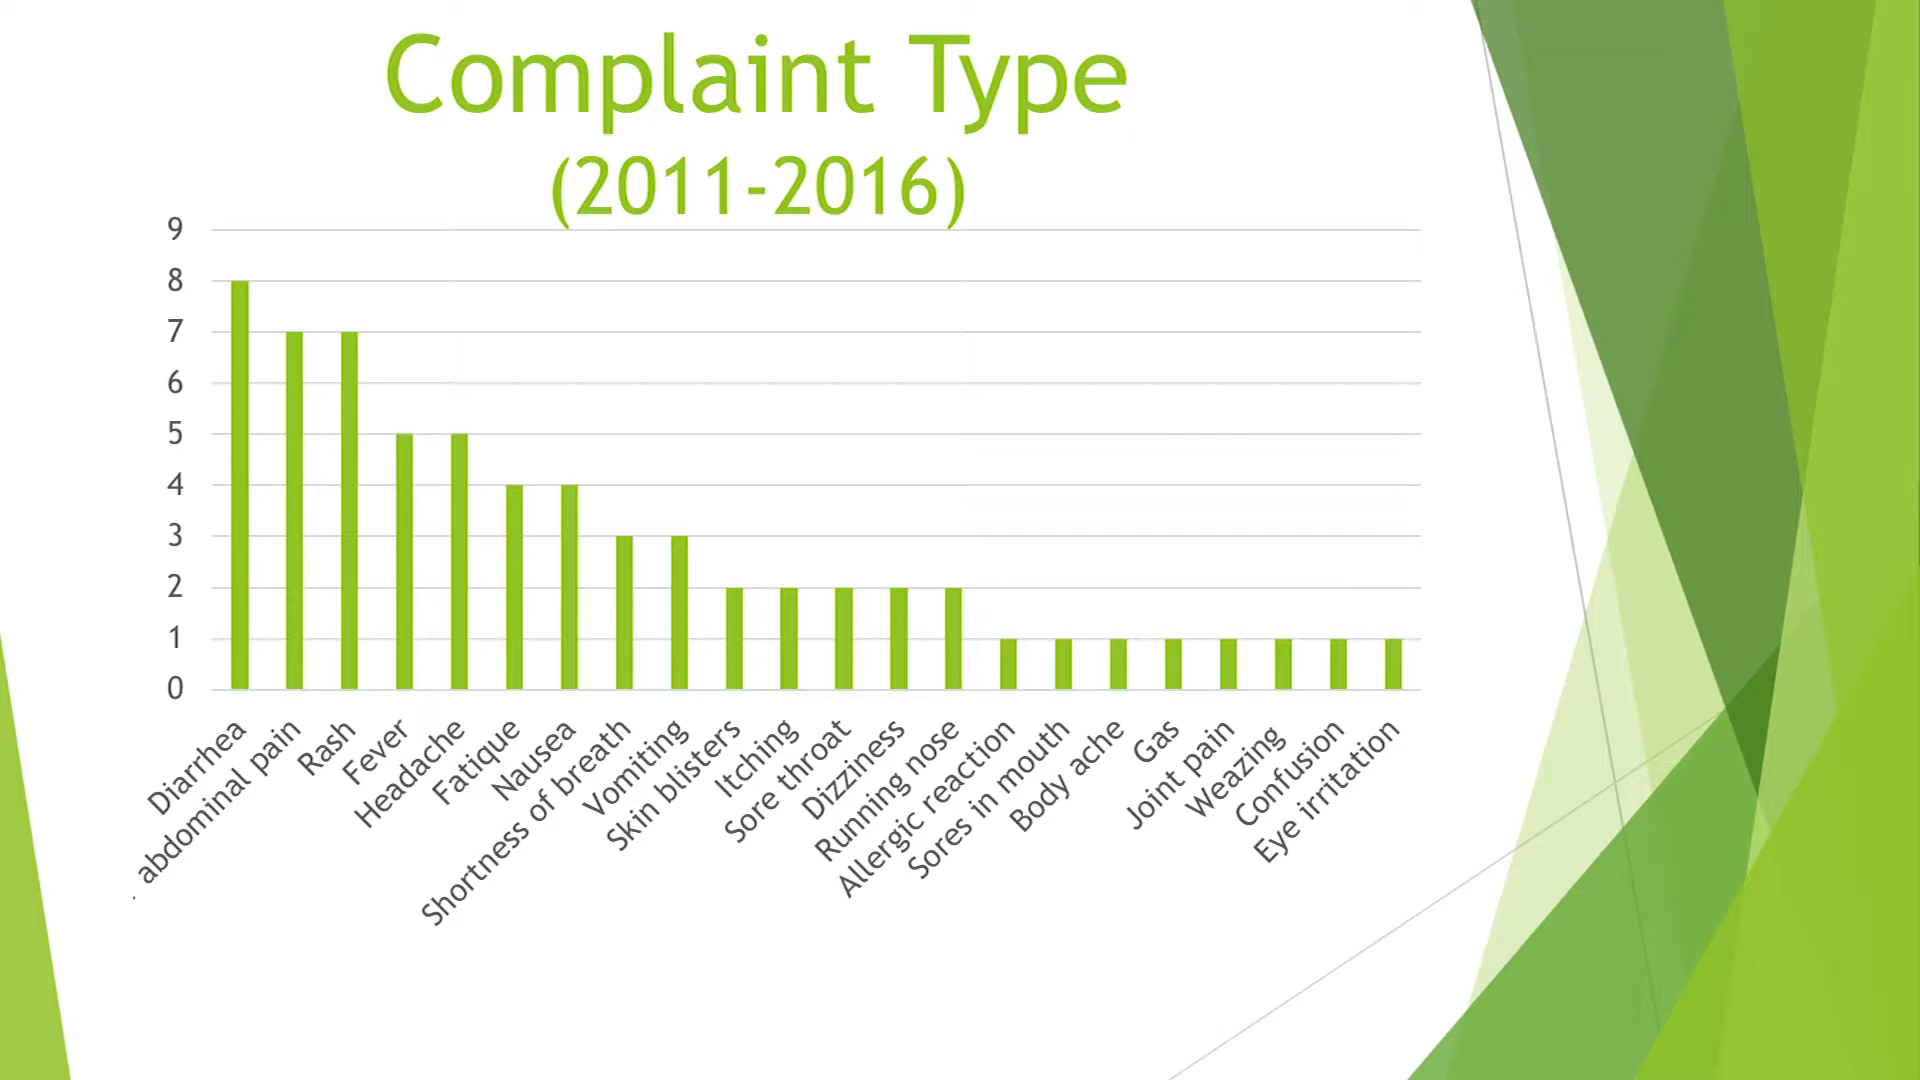 Complaint Type
(2011-2016)
9
8
7
6
5
4
3
2
1
0
Diarrhea
abdominal pain
Rash
Fever
Headache
Fatique
Nausea
Shortness of breath
Vomiting
Skin blisters
Itching
Sore throat
Dizziness
Running nose
Allergic reaction
Sores in mouth
Body ache
Gas
Joint pain
Weazing
Confusion
Eye irritation